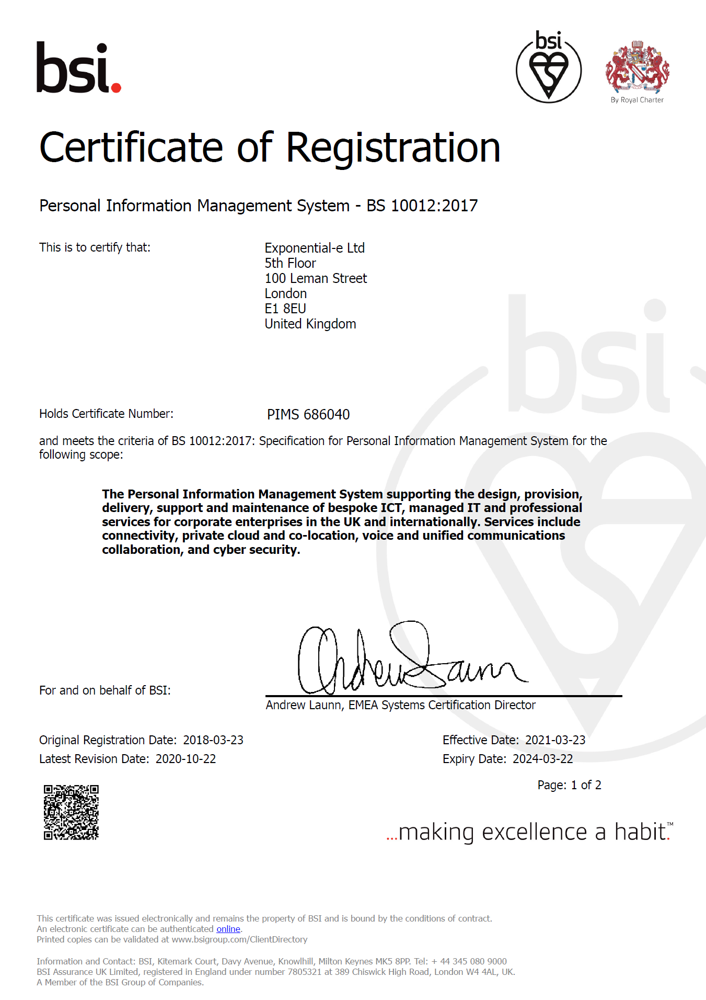 bsi.
bsi
By Royal Charter
Certificate of Registration
Personal Information Management System - BS 10012:2017
This is to certify that:
Exponential-e Ltd
5th Floor
100 Leman Street
London
E1 8EU
United Kingdom
bsi
Holds Certificate Number:
PIMS 686040
and meets the criteria of BS 10012:2017: Specification for Personal Information Management System for the
following scope:
The Personal Information Management System supporting the design, provision,
delivery, support and maintenance of bespoke ICT, managed IT and professional
services for corporate enterprises in the UK and internationally. Services include
connectivity, private cloud and co-location, voice and unified communications
collaboration, and cyber security.
Andrew Launn
For and on behalf of BSI:
Andrew Launn, EMEA Systems Certification Director
Original Registration Date: 2018-03-23
Effective Date: 2021-03-23
Latest Revision Date: 2020-10-22
Expiry Date: 2024-03-22
Page: 1 of 2
...making excellence a habit.™
This certificate was issued electronically and remains the property of BSI and is bound by the conditions of contract.
An electronic certificate can be authenticated online.
Printed copies can be validated at www.bsigroup.com/ClientDirectory
Information and Contact: BSI, Kitemark Court, Davy Avenue, Knowlhill, Milton Keynes MK5 8PP. Tel: + 44 345 080 9000
BSI Assurance UK Limited, registered in England under number 7805321 at 389 Chiswick High Road, London W4 4AL, UK.
A Member of the BSI Group of Companies.